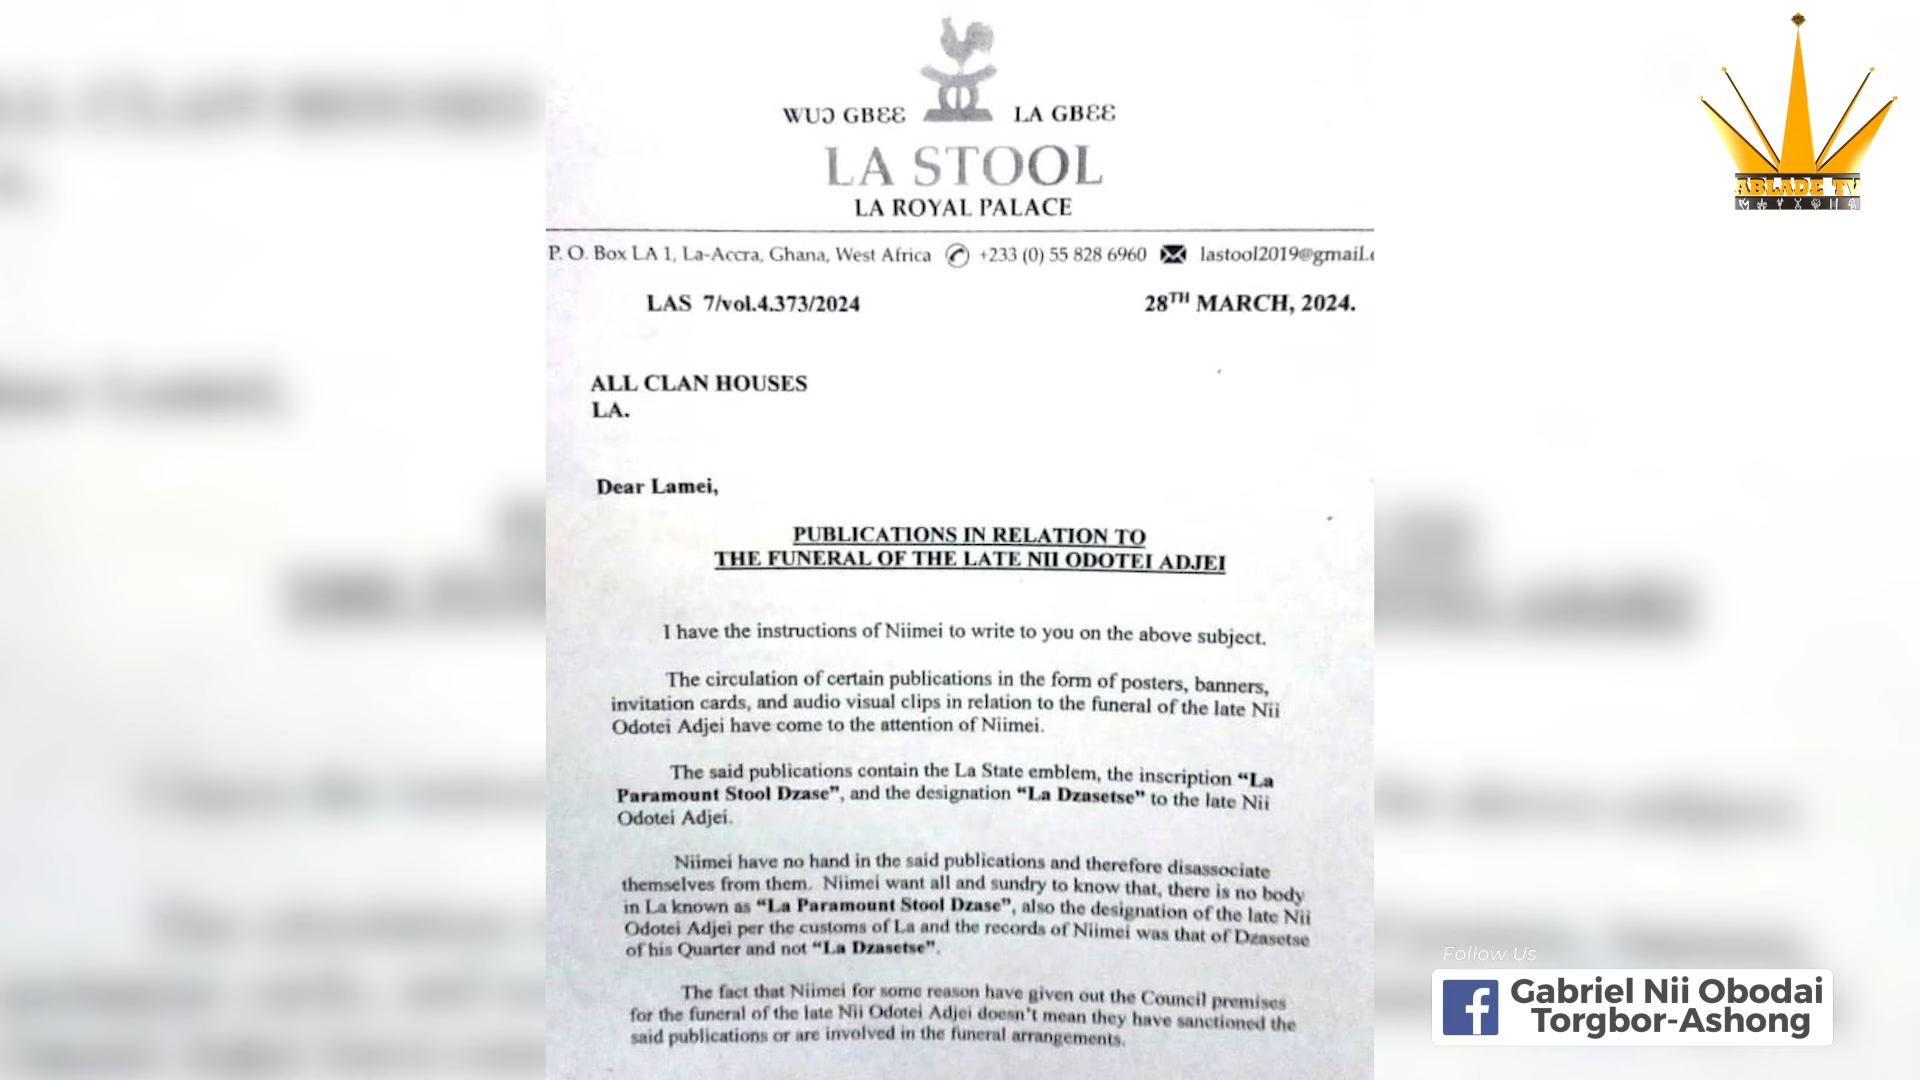 WUƆ GBƐƐ LA GBƐƐ
LA STOOL
LA ROYAL PALACE
P. O. Box LA 1, La-Accra, Ghana, West Africa +233 (0) 55 828 6960 lastool2019@gmail.c
LAS 7/vol.4.373/2024 28TH MARCH, 2024.
ALL CLAN HOUSES
LA.
Dear Lamei,
PUBLICATIONS IN RELATION TO
THE FUNERAL OF THE LATE NII ODOTEI ADJEI
I have the instructions of Niimei to write to you on the above subject.
The circulation of certain publications in the form of posters, banners,
invitation cards, and audio visual clips in relation to the funeral of the late Nii
Odotei Adjei have come to the attention of Niimei.
The said publications contain the La State emblem, the inscription “La
Paramount Stool Dzase”, and the designation “La Dzasetse” to the late Nii
Odotei Adjei.
Niimei have no hand in the said publications and therefore disassociate
themselves from them. Niimei want all and sundry to know that, there is no body
in La known as “La Paramount Stool Dzase”, also the designation of the late Nii
Odotei Adjei per the customs of La and the records of Niimei was that of Dzasetse
of his Quarter and not “La Dzasetse”.
The fact that Niimei for some reason have given out the Council premises
for the funeral of the late Nii Odotei Adjei doesn't mean they have sanctioned the
said publications or are involved in the funeral arrangements.
ABLADE TV
Follow Us
Gabriel Nii Obodai
Torgbor-Ashong